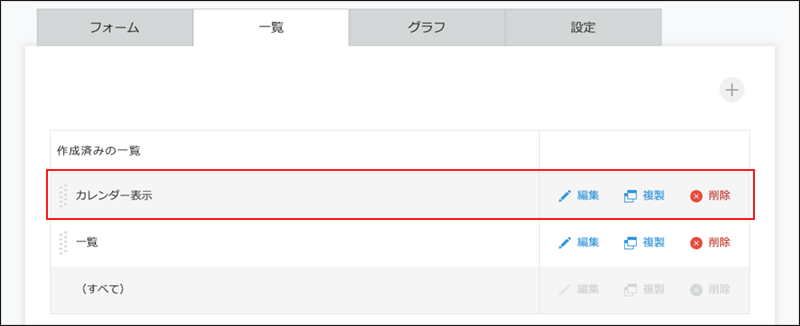 フォーム 一覧 グラフ 設定
作成済みの一覧
カレンダー表示 編集 複製 削除
一覧 編集 複製 削除
（すべて） 編集 複製 削除